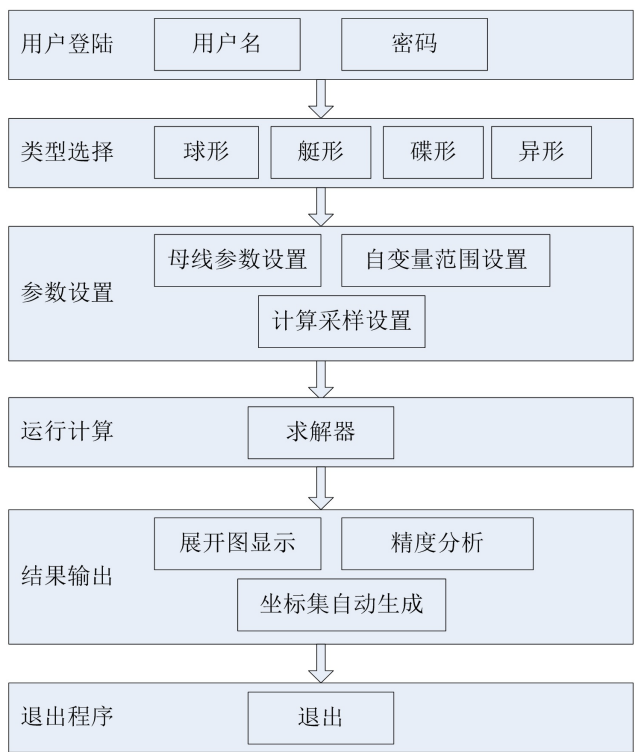 用户登陆
用户名
密码
类型选择
球形
艇形
碟形
异形
参数设置
母线参数设置
自变量范围设置
计算采样设置
运行计算
求解器
结果输出
展开图显示
精度分析
坐标集自动生成
退出程序
退出